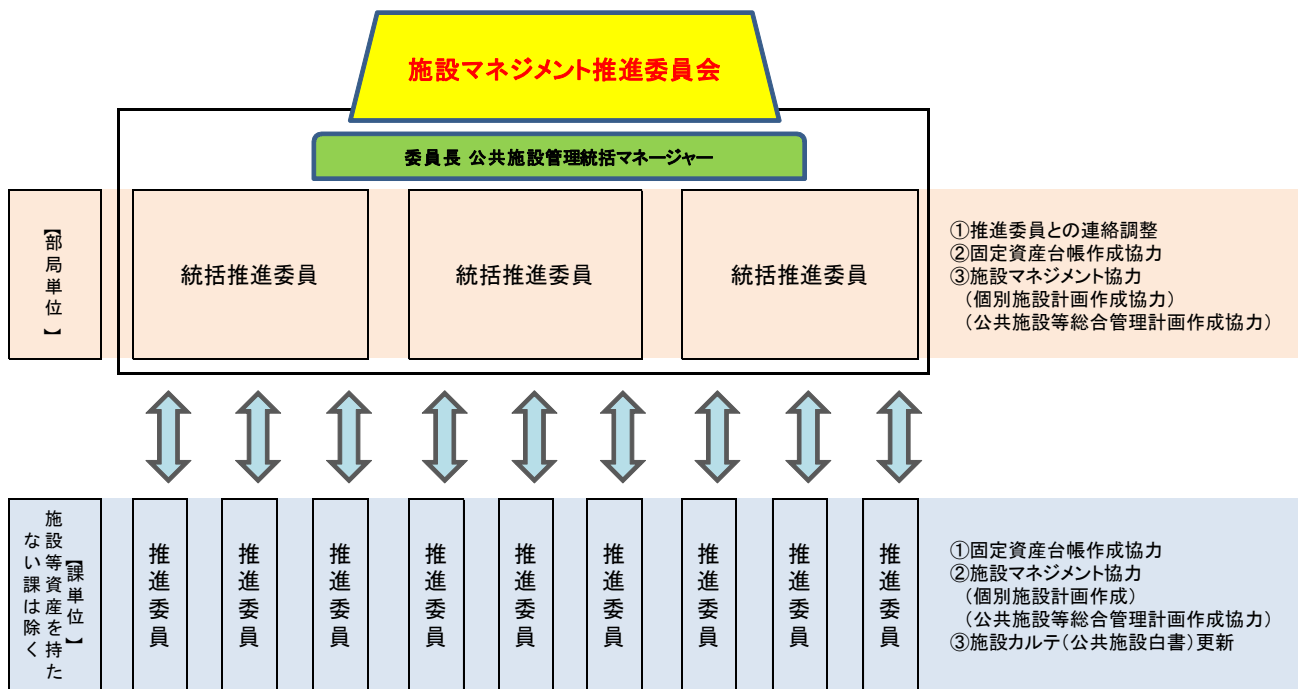 施設マネジメント推進委員会
委員長 公共施設管理統括マネージャー
【部局単位】
統括推進委員
統括推進委員
統括推進委員
①推進委員との連絡調整
②固定資産台帳作成協力
③施設マネジメント協力
(個別施設計画作成協力)
(公共施設等総合管理計画作成協力)
【課単位】
施設等資産を持た
ない課は除く
推進委員
推進委員
推進委員
推進委員
推進委員
推進委員
推進委員
推進委員
推進委員
①固定資産台帳作成協力
②施設マネジメント協力
(個別施設計画作成)
(公共施設等総合管理計画作成協力)
③施設カルテ(公共施設白書)更新